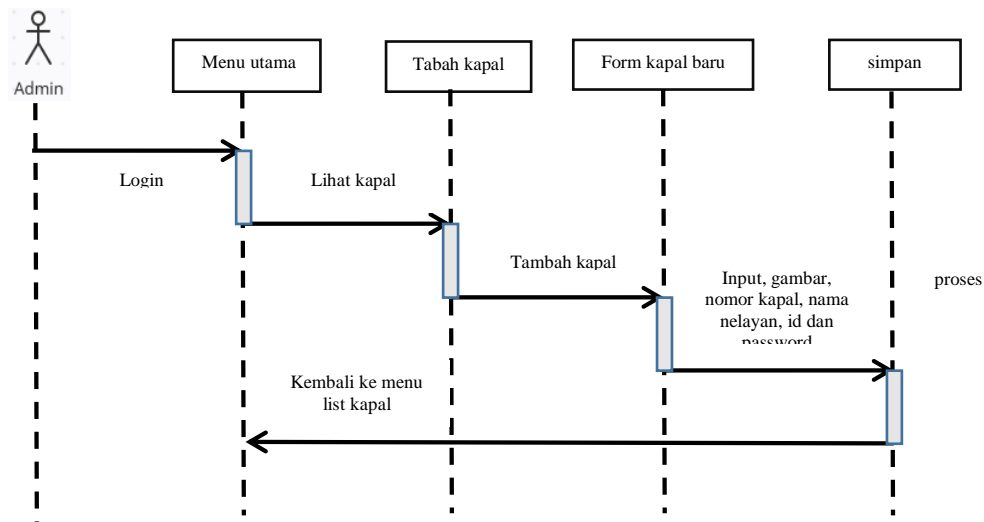 Admin
Menu utama
Tabah kapal
Form kapal baru
simpan
Login
Lihat kapal
Tambah kapal
Input, gambar,
nomor kapal, nama
nelayan, id dan
password
proses
Kembali ke menu
list kapal